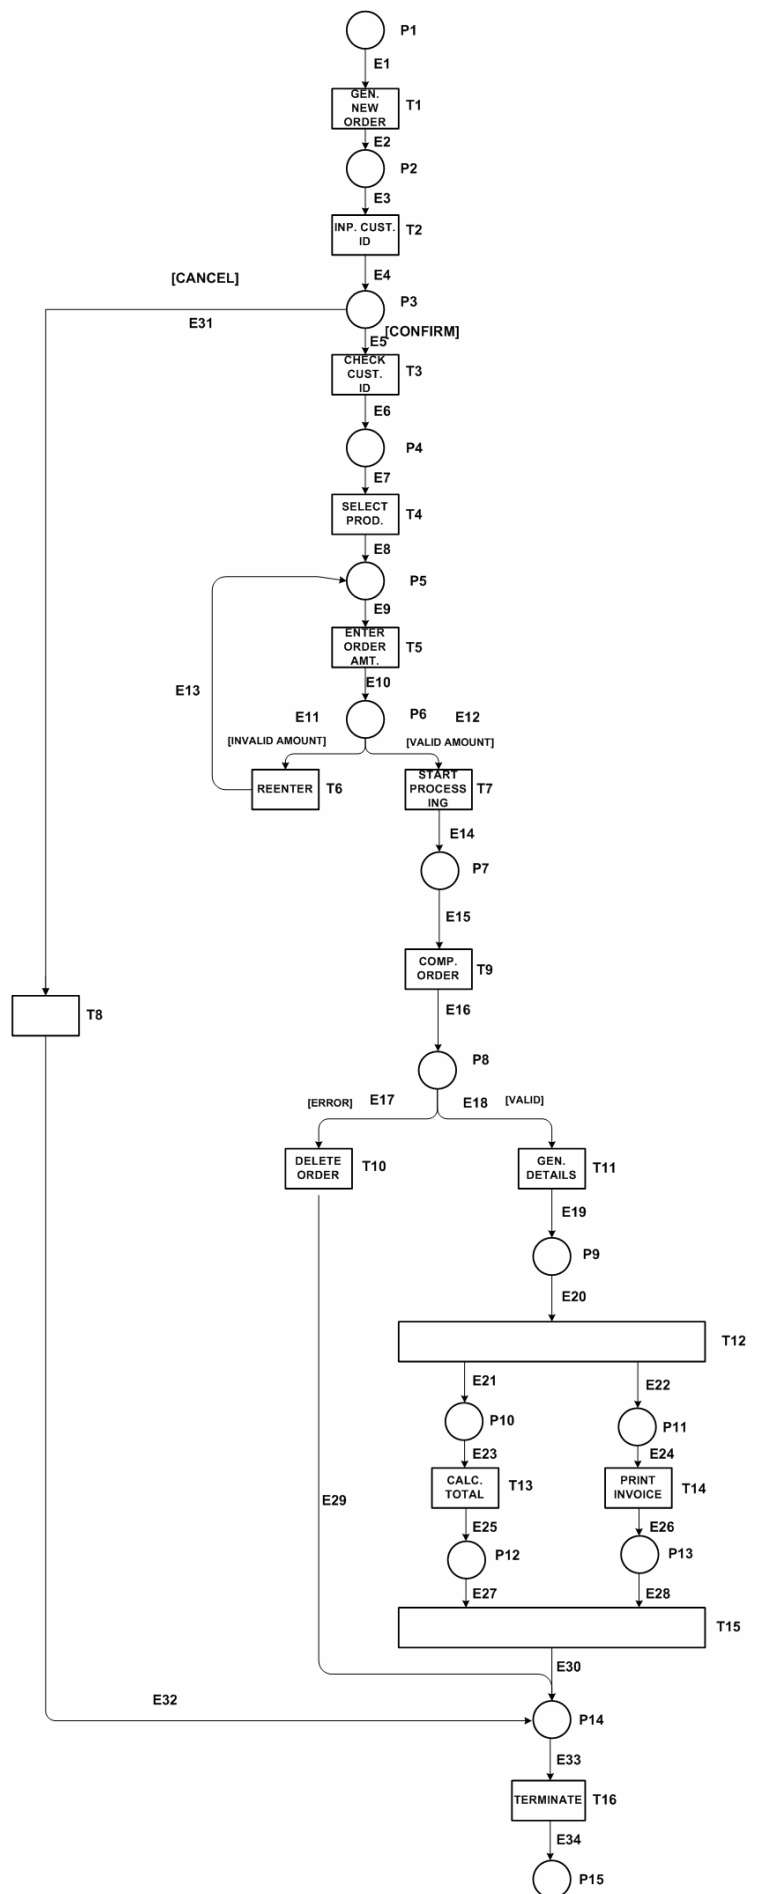 P1
E1
GEN.
NEW
ORDER
T1
E2
P2
E3
INP. CUST.
ID
T2
E4
[CANCEL]
P3
E31
[CONFIRM]
E5
CHECK
CUST.
ID
T3
E6
P4
E7
SELECT
PROD.
T4
E8
P5
E9
ENTER
ORDER
AMT.
T5
E10
E13
E11
P6
E12
[INVALID AMOUNT]
[VALID AMOUNT]
REENTER
T6
START
PROCESS
ING
T7
E14
P7
E15
COMP.
ORDER
T9
E16
T8
P8
[ERROR]
E17
E18
[VALID]
DELETE
ORDER
T10
GEN.
DETAILS
T11
E19
P9
E20
T12
E21
E22
P10
P11
E23
E24
CALC.
TOTAL
T13
PRINT
INVOICE
T14
E29
E25
E26
P12
P13
E27
E28
T15
E30
E32
P14
E33
TERMINATE
T16
E34
P15